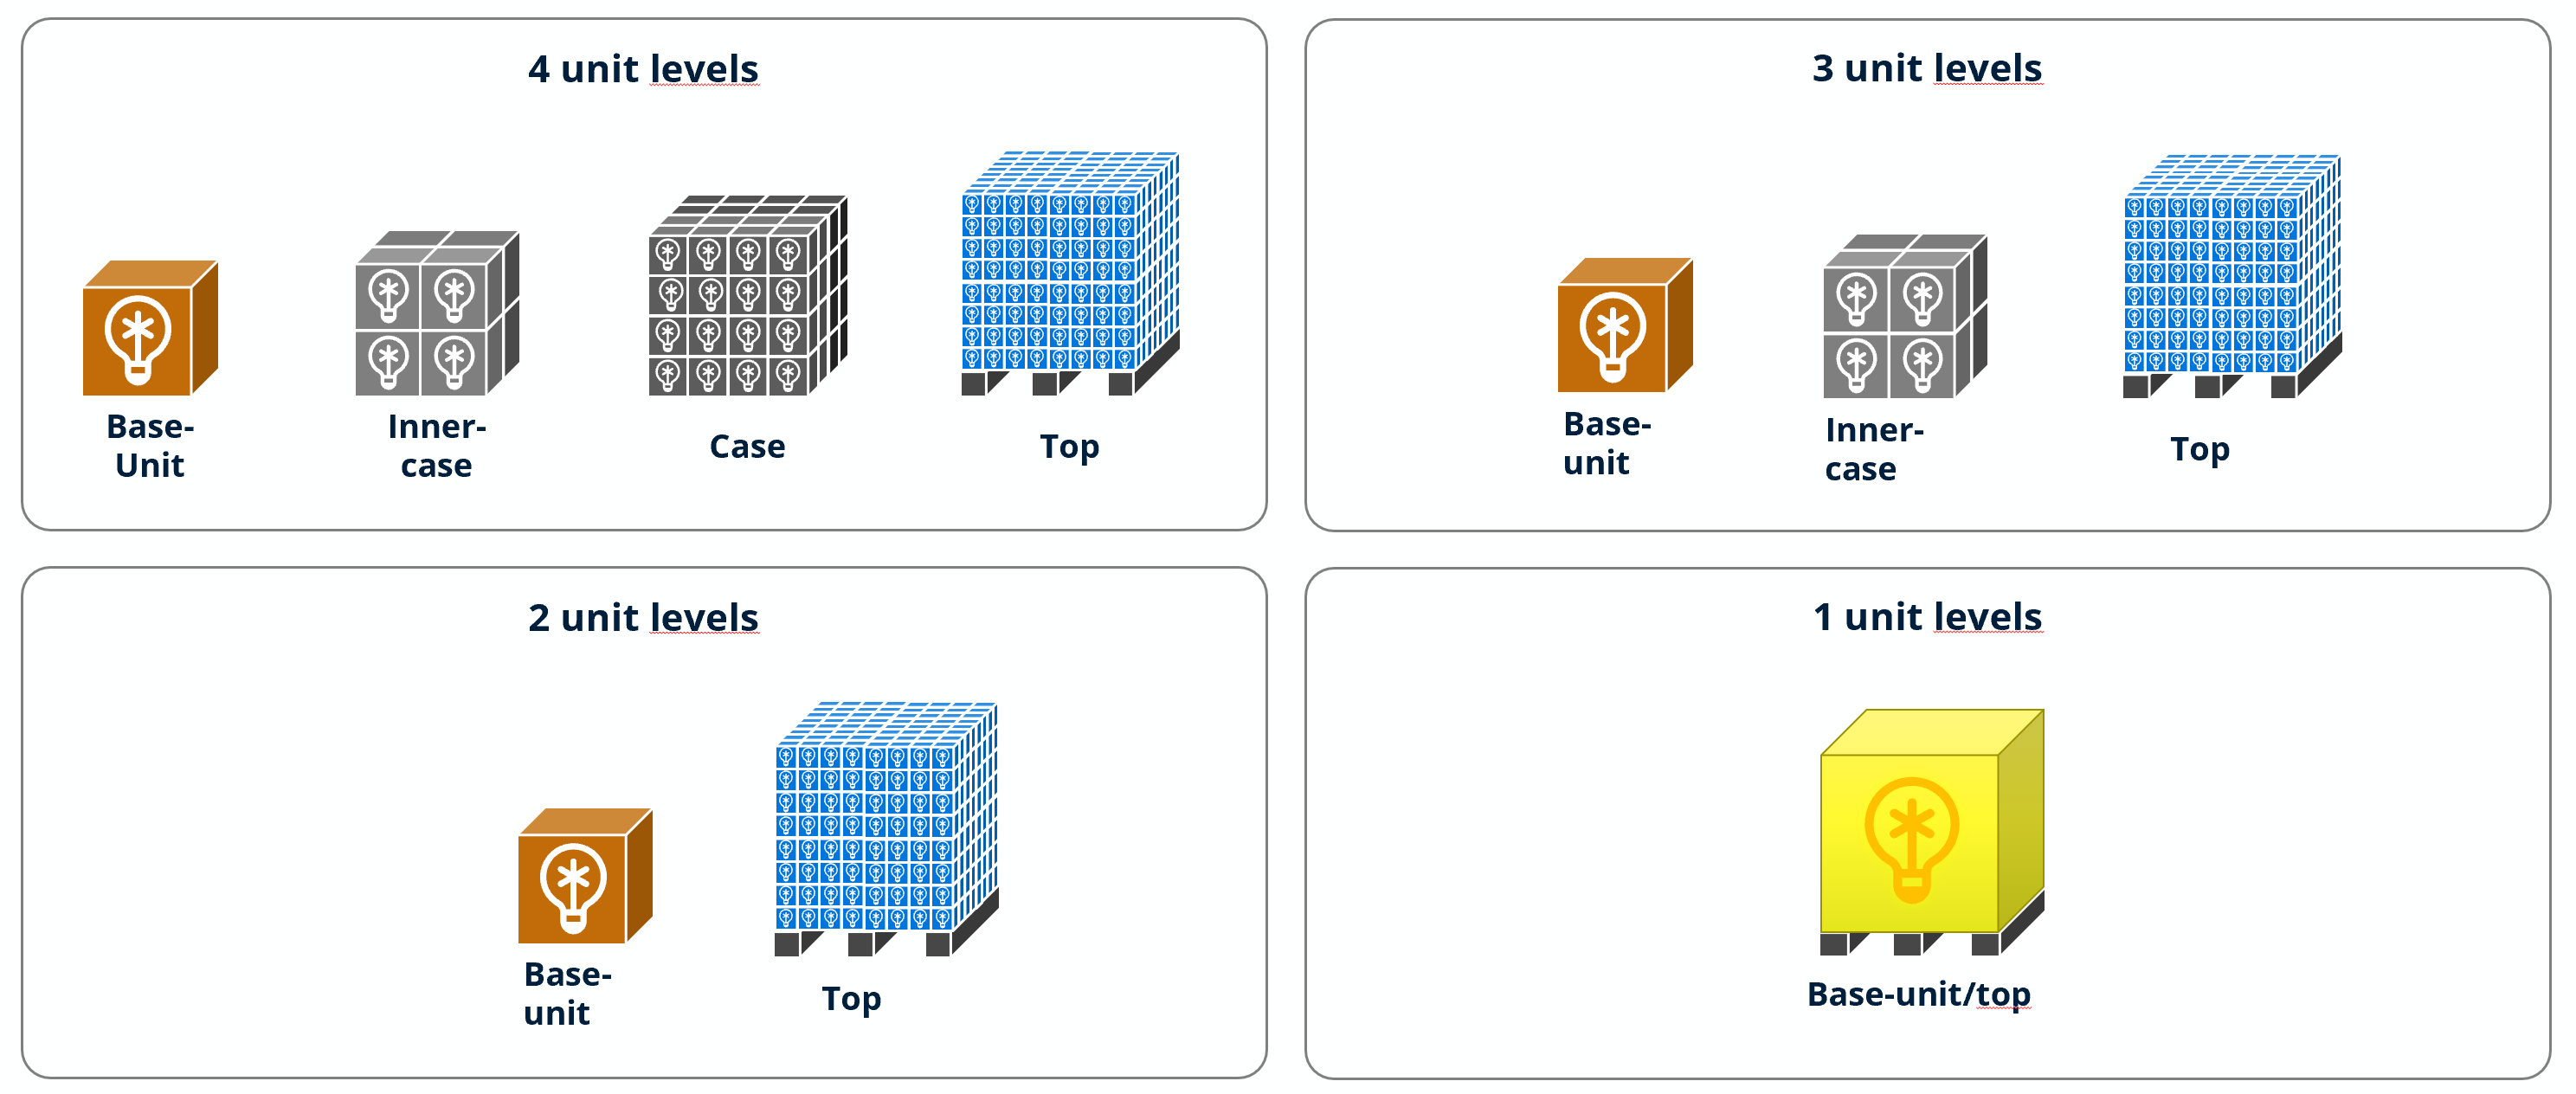 4 unit levels
Base-
Unit
Inner-
case
Case
Top
3 unit levels
Base-
unit
Inner-
case
Top
2 unit levels
Base-
unit
Top
1 unit levels
Base-unit/top